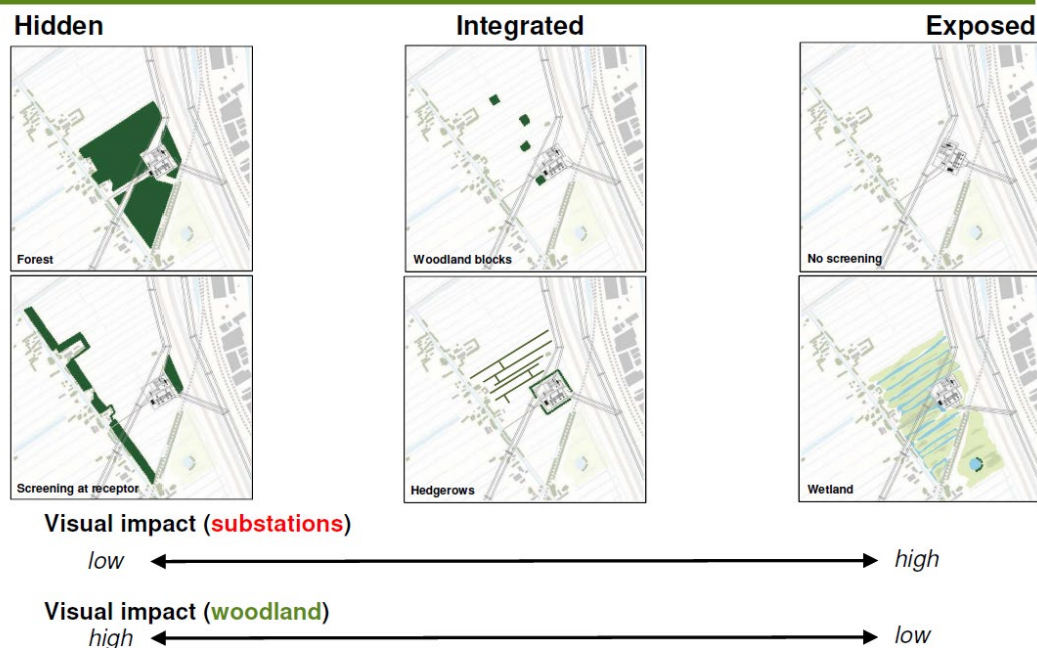 Hidden
Integrated
Exposed
Forest
Woodland blocks
No screening
Screening at receptor
Hedgerows
Wetland
Visual impact (substations)
low
high
Visual impact (woodland)
high
low